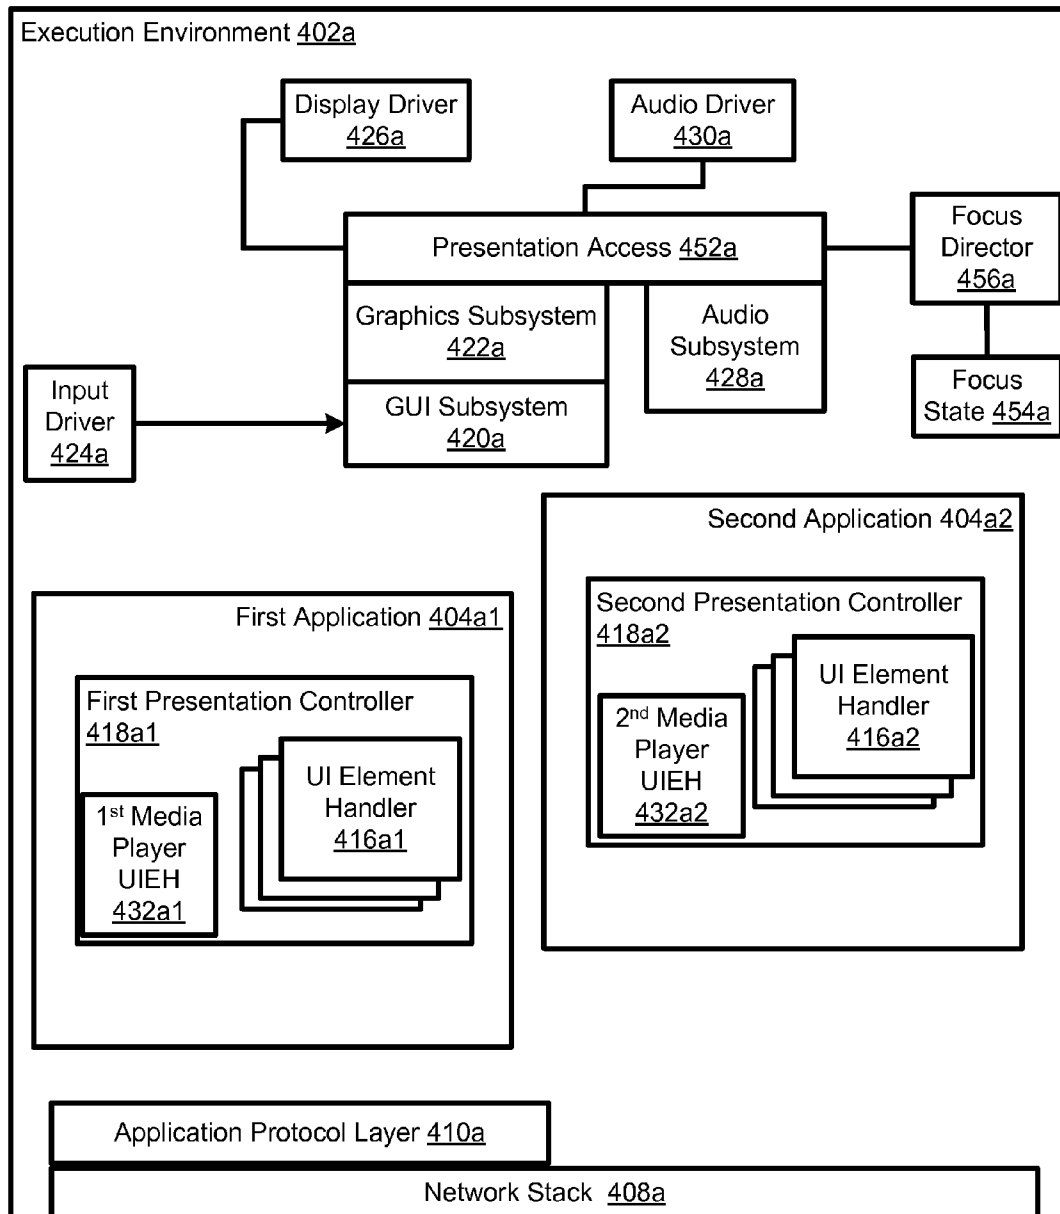 Execution Environment 402a
Display Driver
426a
Audio Driver
430a
Presentation Access 452a
Focus
Director
456a
Graphics Subsystem
422a
Audio
Subsystem
428a
Input
Driver
424a
GUI Subsystem
420a
Focus
State 454a
Second Application 404a2
Second Presentation Controller
418a2
UI Element
Handler
416a2
2nd Media
Player
UIEH
432a2
First Application 404a1
First Presentation Controller
418a1
UI Element
Handler
416a1
1st Media
Player
UIEH
432a1
Application Protocol Layer 410a
Network Stack 408a